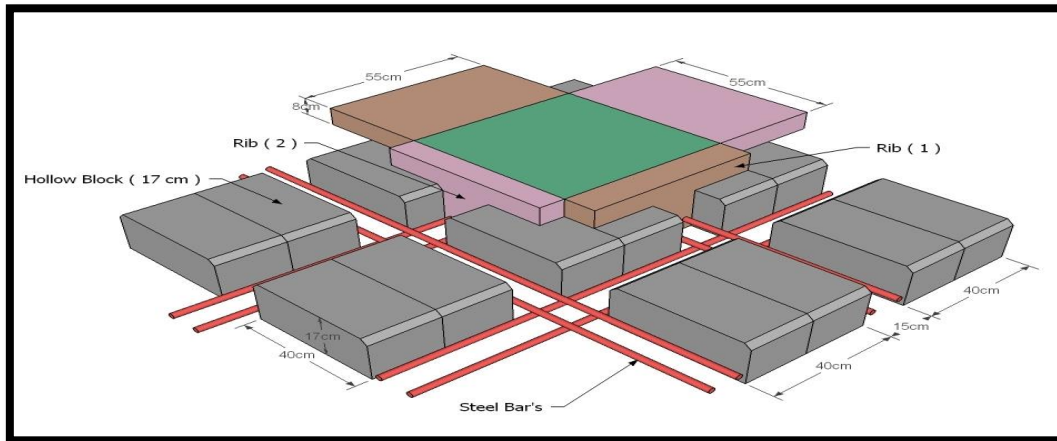 55cm
55cm
8cm
Rib ( 2 )
Rib ( 1 )
Hollow Block ( 17 cm )
40cm
15cm
17cm
40cm
40cm
Steel Bar's